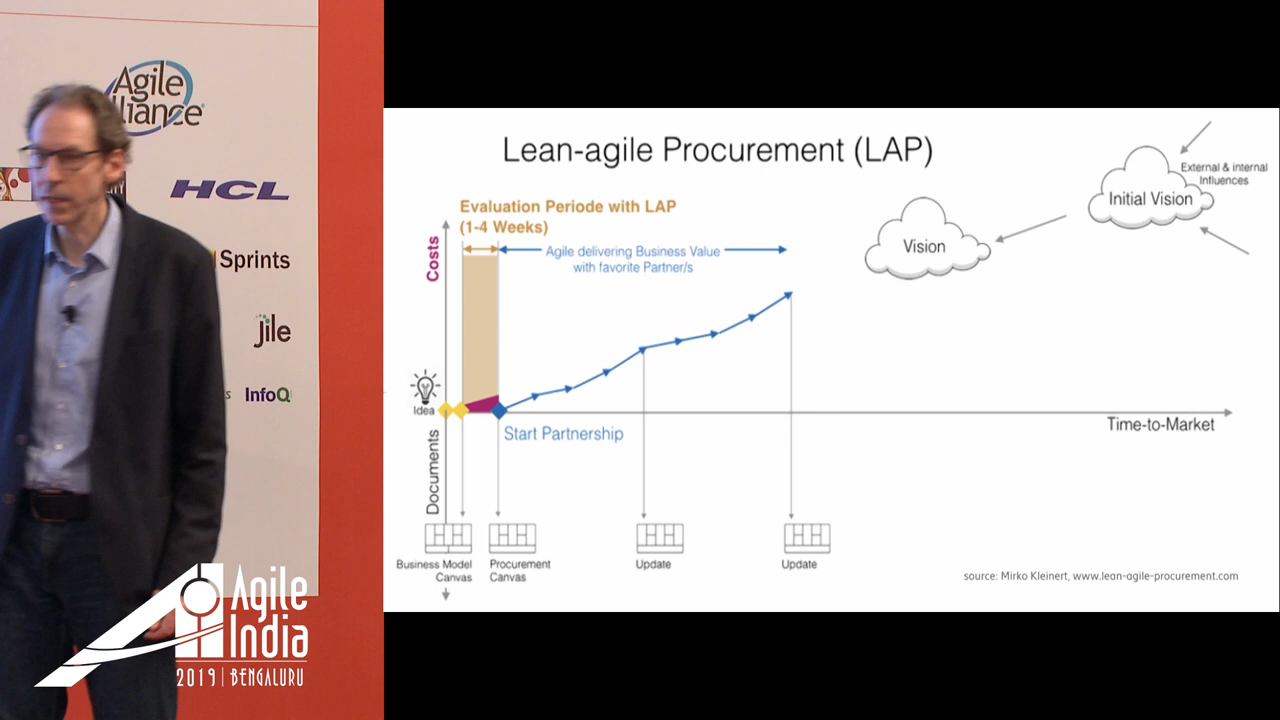 Agile
lliance
HCL
Sprints
jile
s
InfoQ
Agile
India
2019 | BENGALURU
Lean-agile Procurement (LAP)
Evaluation Periode with LAP
(1-4 Weeks)
Costs
Agile delivering Business Value
with favorite Partner/s
Vision
Initial Vision
External & internal
Influences
Idea
Start Partnership
Time-to-Market
Documents
Business Model
Canvas
Procurement
Canvas
Update
Update
source: Mirko Kleinert, www.lean-agile-procurement.com